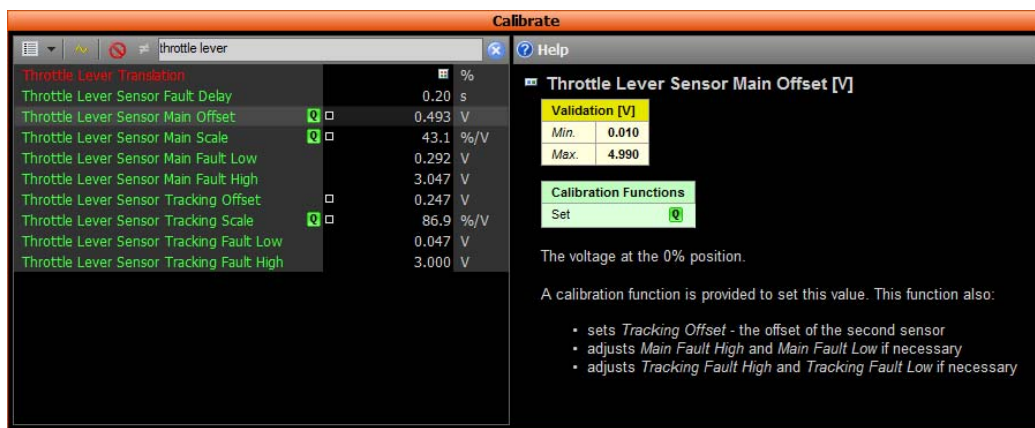 Calibrate
throttle lever
Throttle Lever Translation %
Throttle Lever Sensor Fault Delay 0.20 s
Throttle Lever Sensor Main Offset Q 0.493 V
Throttle Lever Sensor Main Scale Q 43.1 %/V
Throttle Lever Sensor Main Fault Low 0.292 V
Throttle Lever Sensor Main Fault High 3.047 V
Throttle Lever Sensor Tracking Offset 0.247 V
Throttle Lever Sensor Tracking Scale Q 86.9 %/V
Throttle Lever Sensor Tracking Fault Low 0.047 V
Throttle Lever Sensor Tracking Fault High 3.000 V
? Help
Throttle Lever Sensor Main Offset [V]
Validation [V]
Min. 0.010
Max. 4.990
Calibration Functions
Set Q
The voltage at the 0% position.
A calibration function is provided to set this value. This function also:
• sets Tracking Offset - the offset of the second sensor
• adjusts Main Fault High and Main Fault Low if necessary
• adjusts Tracking Fault High and Tracking Fault Low if necessary